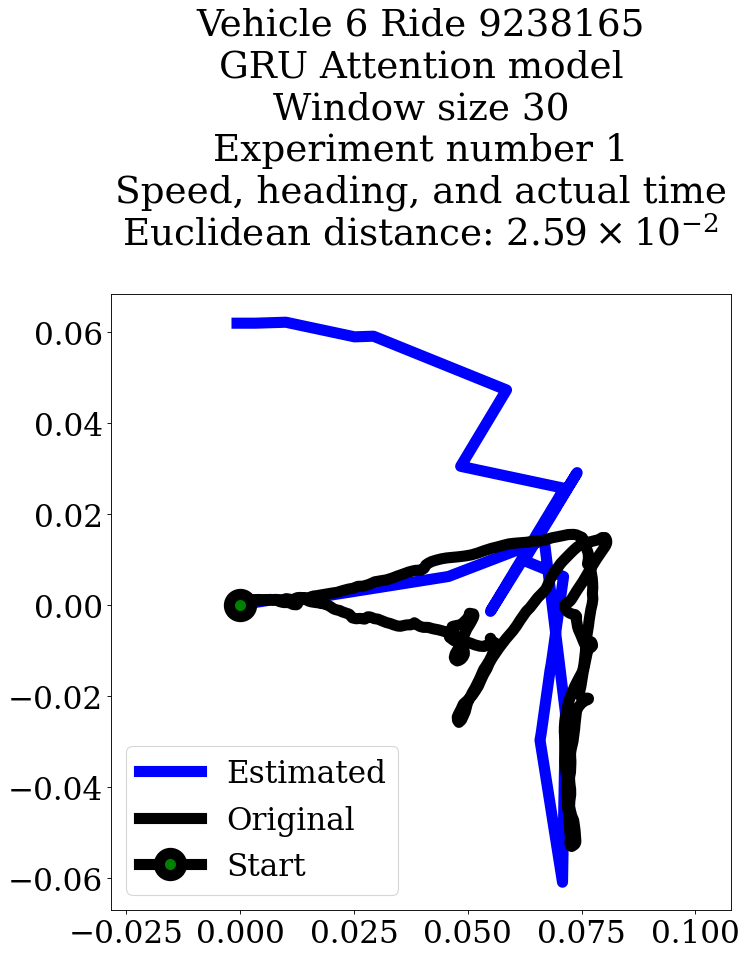 Vehicle 6 Ride 9238165
GRU Attention model
Window size 30
Experiment number 1
Speed, heading, and actual time
Euclidean distance: 2.59 × 10⁻²
0.06
0.04
0.02
0.00
−0.02
−0.04
−0.06
Estimated
Original
Start
−0.025 0.000 0.025 0.050 0.075 0.100